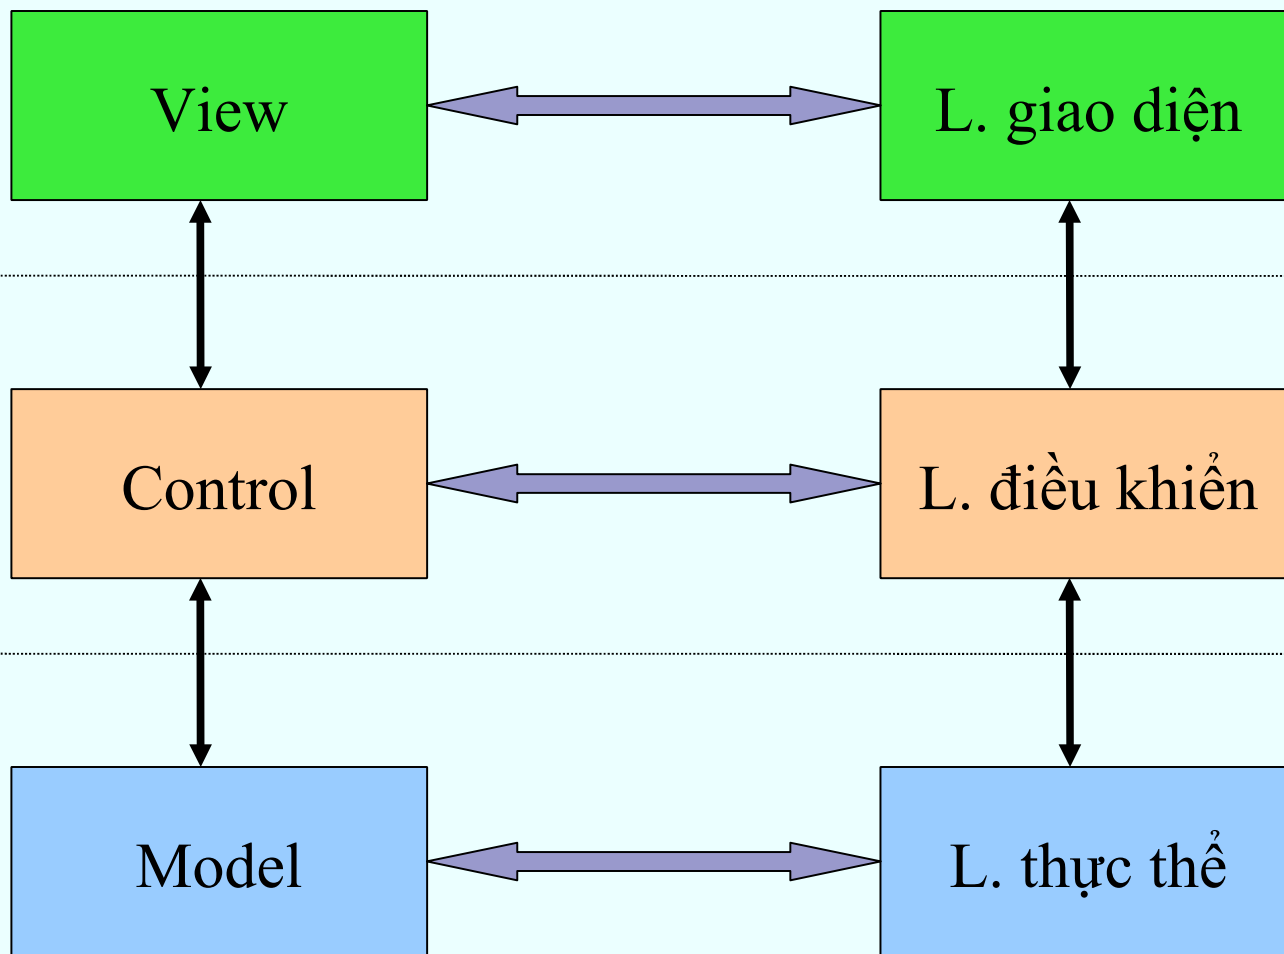 View
L. giao diện
Control
L. điều khiển
Model
L. thực thể